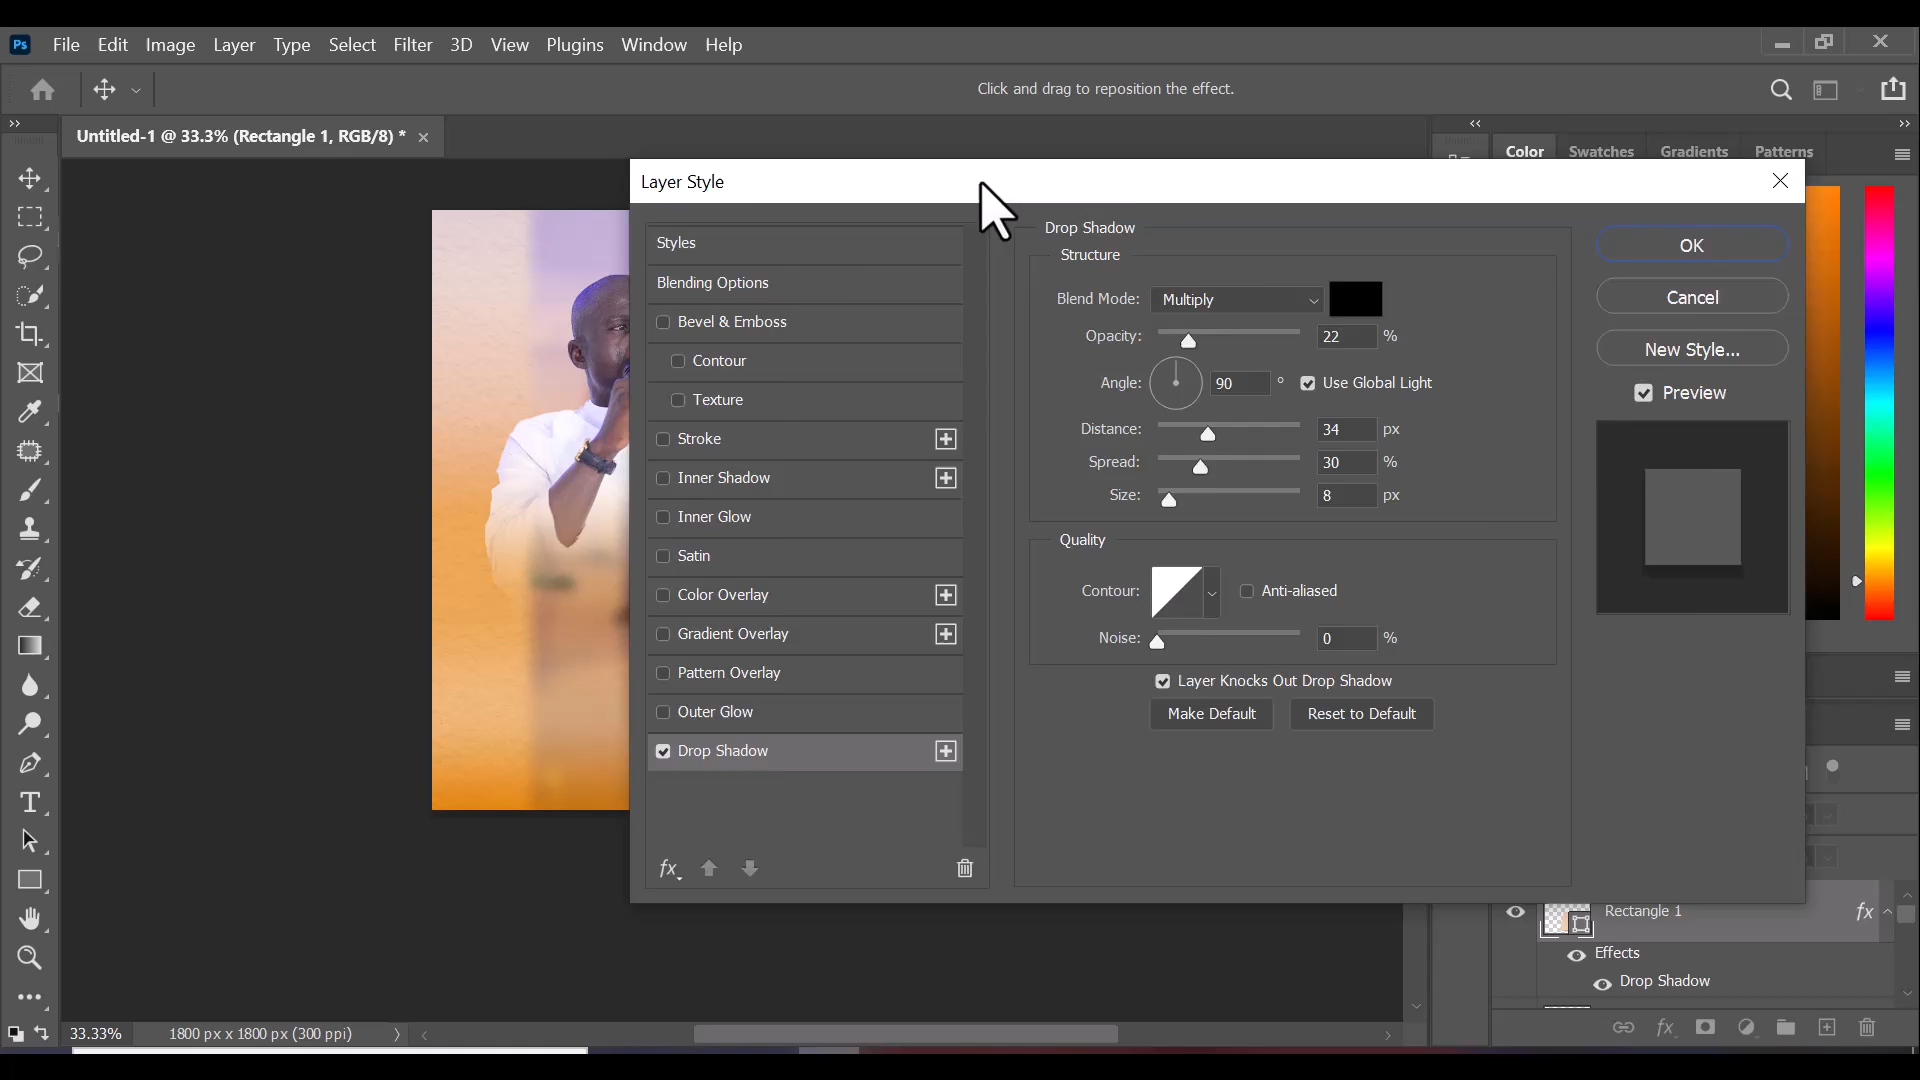 Ps File Edit Image Layer Type Select Filter 3D View Plugins Window Help
Click and drag to reposition the effect.
Untitled-1 @ 33.3% (Rectangle 1, RGB/8) *
Color Swatches Gradients Patterns
Layer Style
Styles
Blending Options
Bevel & Emboss
Contour
Texture
Stroke
Inner Shadow
Inner Glow
Satin
Color Overlay
Gradient Overlay
Pattern Overlay
Outer Glow
Drop Shadow
fx
Drop Shadow
Structure
Blend Mode: Multiply
Opacity: 22 %
Angle: 90 ° Use Global Light
Distance: 34 px
Spread: 30 %
Size: 8 px
Quality
Contour: Anti-aliased
Noise: 0 %
Layer Knocks Out Drop Shadow
Make Default Reset to Default
OK
Cancel
New Style...
Preview
Rectangle 1 fx
Effects
Drop Shadow
fx
33.33% 1800 px x 1800 px (300 ppi)